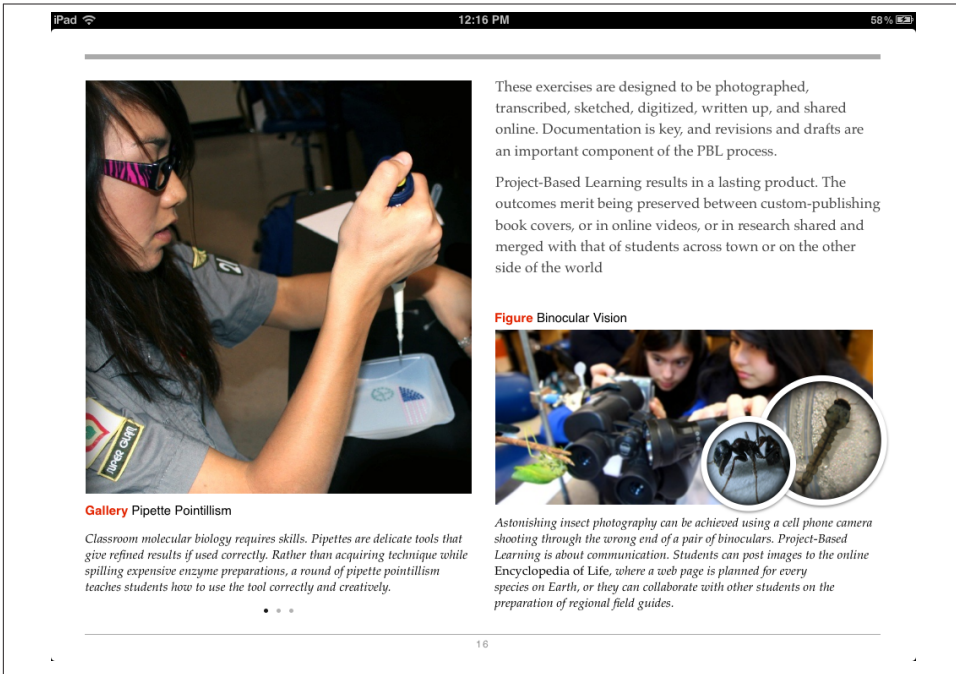 iPad
12:16 PM
58%
These exercises are designed to be photographed,
transcribed, sketched, digitized, written up, and shared
online. Documentation is key, and revisions and drafts are
an important component of the PBL process.
Project-Based Learning results in a lasting product. The
outcomes merit being preserved between custom-publishing
book covers, or in online videos, or in research shared and
merged with that of students across town or on the other
side of the world
SUPER GIRL
Gallery Pipette Pointillism
Classroom molecular biology requires skills. Pipettes are delicate tools that
give refined results if used correctly. Rather than acquiring technique while
spilling expensive enzyme preparations, a round of pipette pointillism
teaches students how to use the tool correctly and creatively.
Figure Binocular Vision
Astonishing insect photography can be achieved using a cell phone camera
shooting through the wrong end of a pair of binoculars. Project-Based
Learning is about communication. Students can post images to the online
Encyclopedia of Life, where a web page is planned for every
species on Earth, or they can collaborate with other students on the
preparation of regional field guides.
16